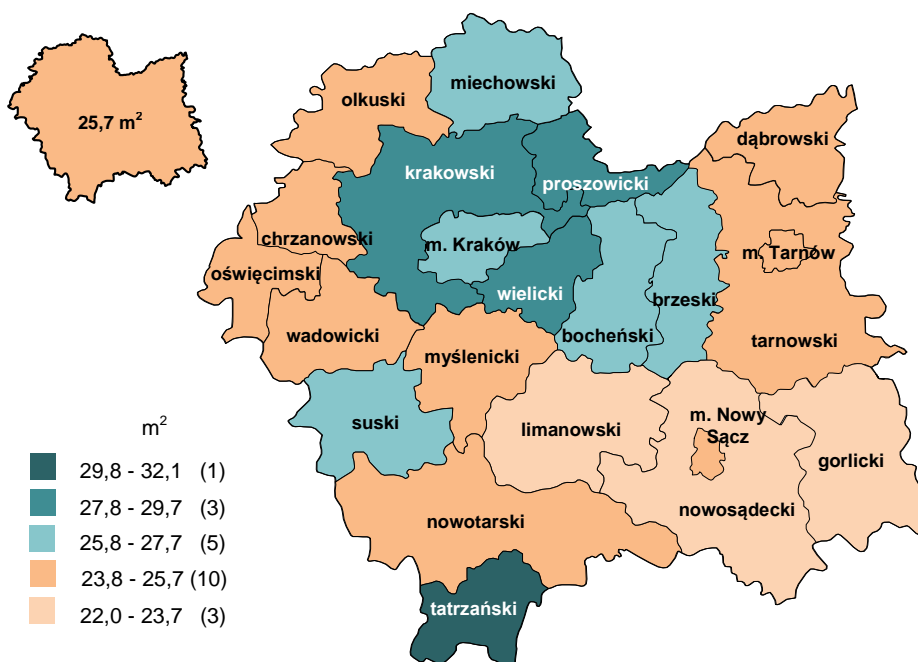 miechowski
olkuski
25,7 m²
dąbrowski
krakowski
proszowicki
chrzanowski
m. Kraków
m. Tarnów
oświęcimski
wielicki
brzeski
wadowicki
bocheński
tarnowski
myślenicki
suski
limanowski
m. Nowy
Sącz
gorlicki
nowosądecki
nowotarski
tatrzański
m²
29,8 - 32,1 (1)
27,8 - 29,7 (3)
25,8 - 27,7 (5)
23,8 - 25,7 (10)
22,0 - 23,7 (3)